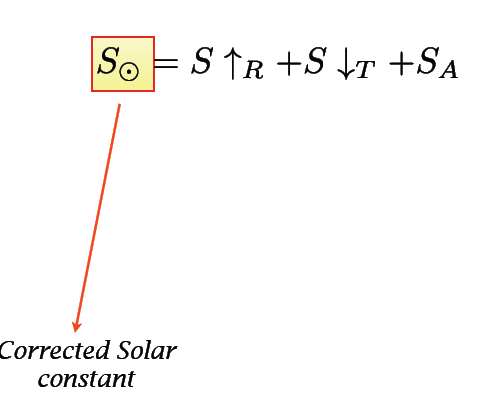 S⊙ = S ↑R +S ↓T +SA
Corrected Solar
constant